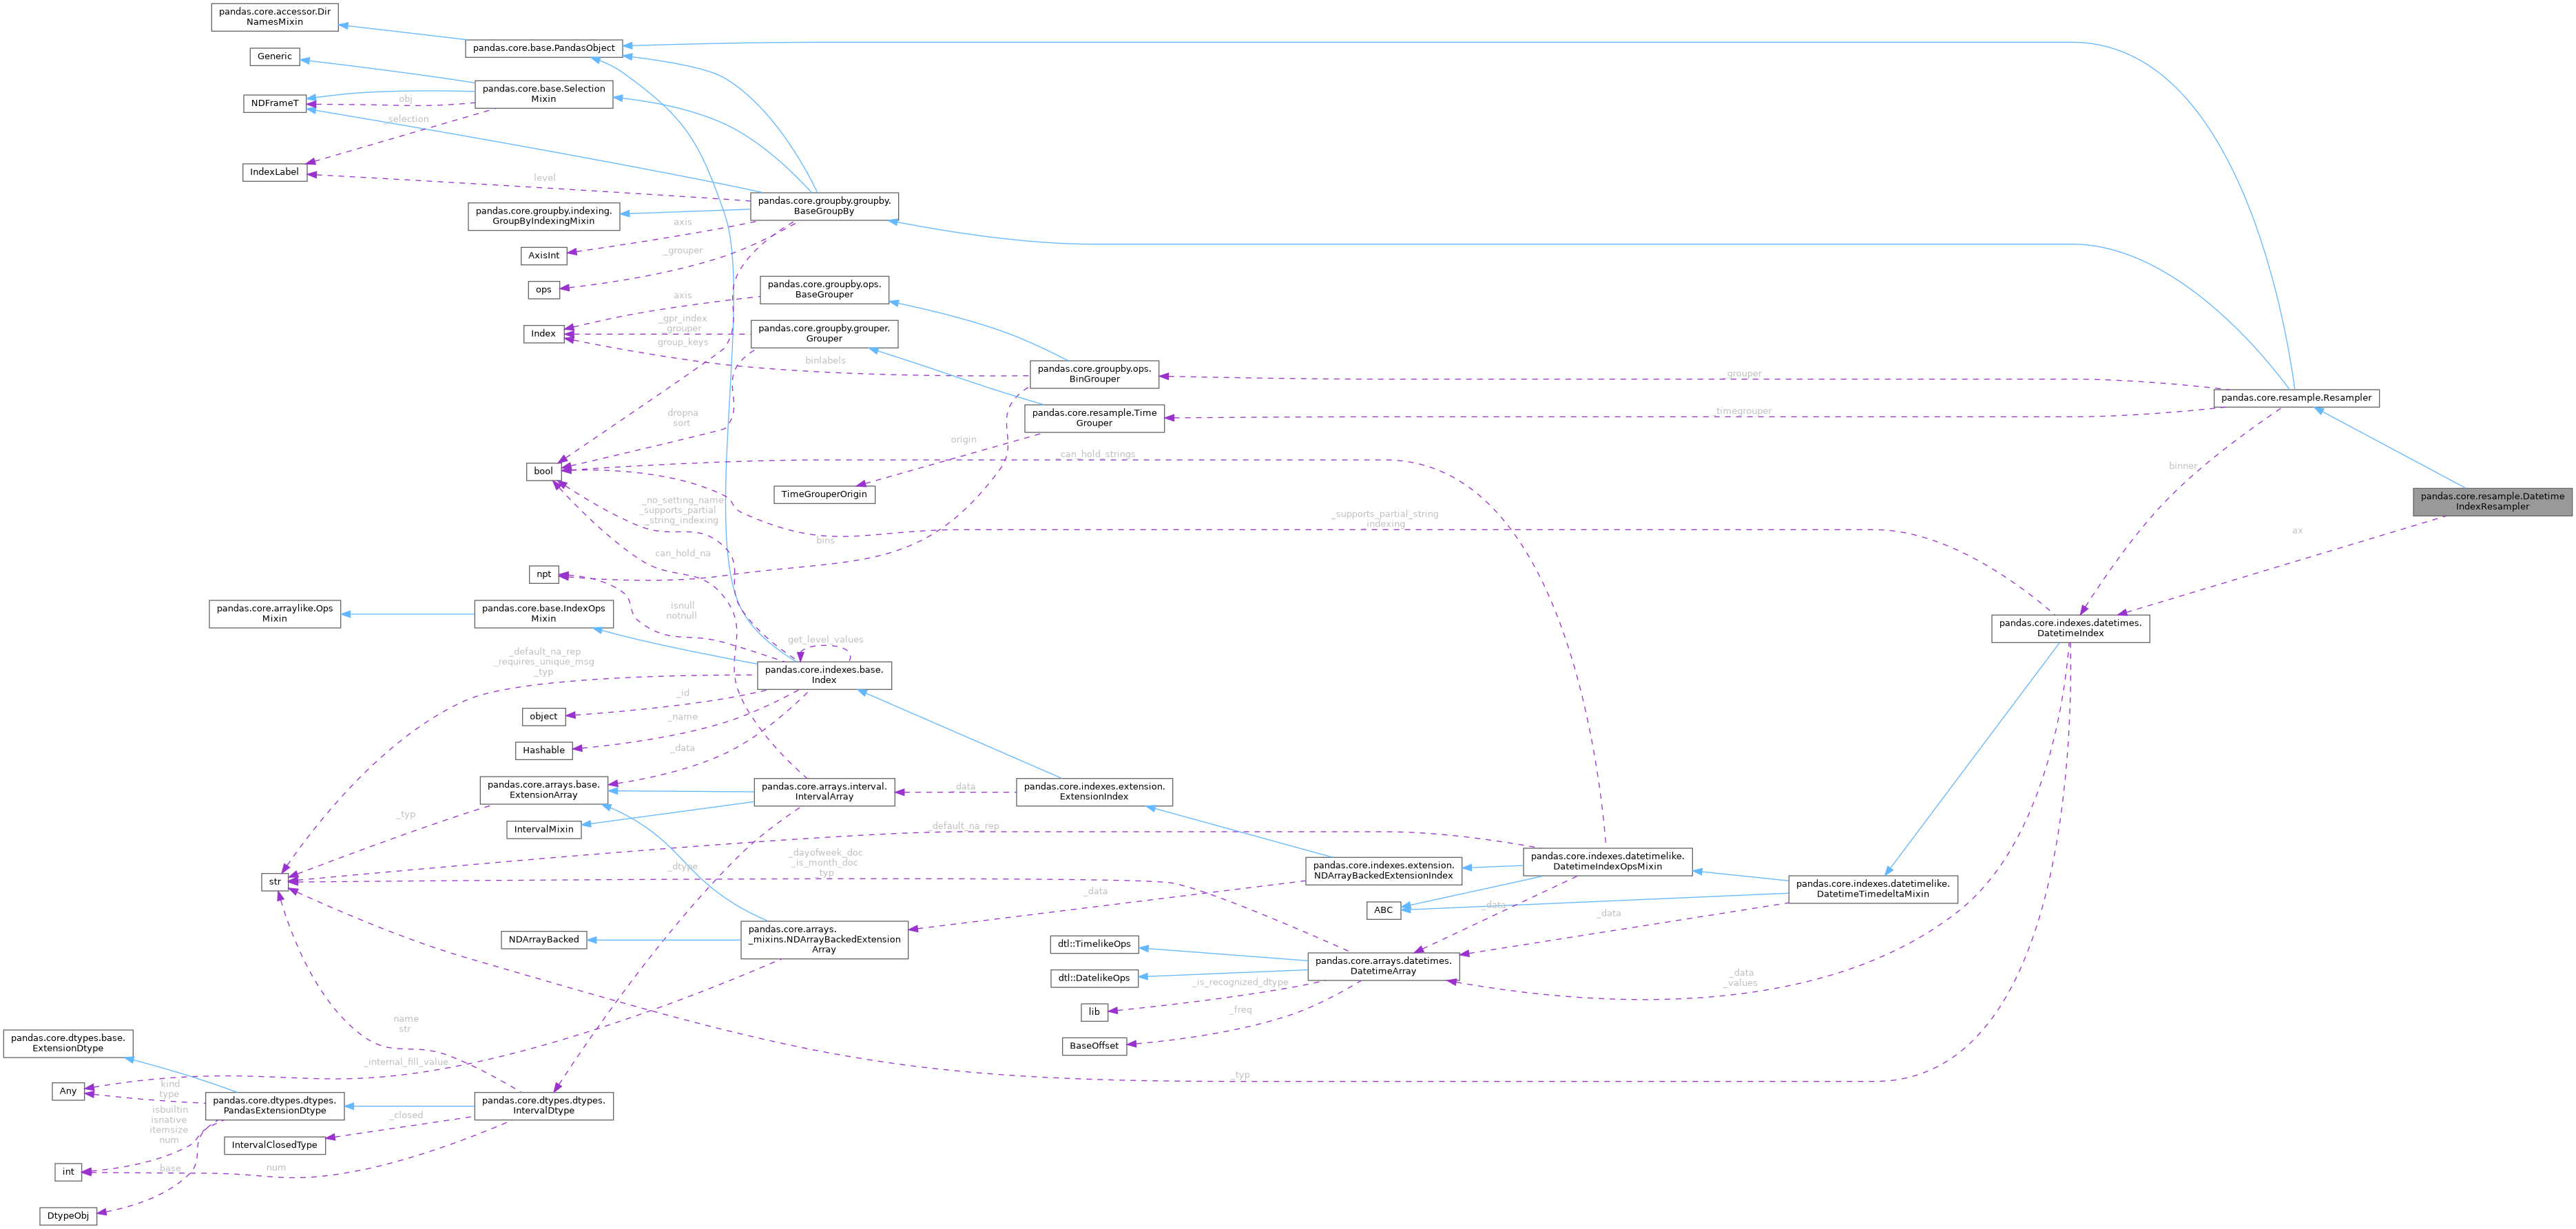 pandas.core.accessor.Dir
NamesMixin
pandas.core.base.PandasObject
Generic
pandas.core.base.Selection
Mixin
NDFrameT
obj
_selection
IndexLabel
level
pandas.core.groupby.groupby.
BaseGroupBy
pandas.core.groupby.indexing.
GroupByIndexingMixin
axis
AxisInt
_grouper
ops
pandas.core.groupby.ops.
BaseGrouper
axis
_gpr_index
grouper
Index
group_keys
pandas.core.groupby.grouper.
Grouper
binlabels
pandas.core.groupby.ops.
BinGrouper
_grouper
pandas.core.resample.Resampler
dropna
sort
pandas.core.resample.Time
Grouper
_timegrouper
origin
can_hold_strings
bool
TimeGrouperOrigin
binner
pandas.core.resample.Datetime
IndexResampler
_no_setting_name
_supports_partial
_string_indexing
_supports_partial_string
_indexing
ax
bins
can_hold_na
npt
pandas.core.arraylike.Ops
Mixin
pandas.core.base.IndexOps
Mixin
isnull
notnull
pandas.core.indexes.datetimes.
DatetimeIndex
get_level_values
_default_na_rep
_requires_unique_msg
_typ
pandas.core.indexes.base.
Index
_id
object
_name
Hashable
_data
pandas.core.arrays.base.
ExtensionArray
pandas.core.arrays.interval.
IntervalArray
_data
pandas.core.indexes.extension.
ExtensionIndex
_typ
IntervalMixin
_default_na_rep
_dtype
_dayofweek_doc
_is_month_doc
_typ
str
pandas.core.indexes.extension.
NDArrayBackedExtensionIndex
pandas.core.indexes.datetimelike.
DatetimeIndexOpsMixin
pandas.core.indexes.datetimelike.
DatetimeTimedeltaMixin
_data
ABC
_data
_data
NDArrayBacked
pandas.core.arrays.
_mixins.NDArrayBackedExtension
Array
dtl::TimelikeOps
pandas.core.arrays.datetimes.
DatetimeArray
dtl::DatelikeOps
_data
_values
_is_recognized_dtype
lib
_freq
BaseOffset
name
str
pandas.core.dtypes.base.
ExtensionDtype
_internal_fill_value
_typ
Any
kind
type
pandas.core.dtypes.dtypes.
PandasExtensionDtype
pandas.core.dtypes.dtypes.
IntervalDtype
isbuiltin
isnative
itemsize
num
_closed
IntervalClosedType
int
base
num
DtypeObj